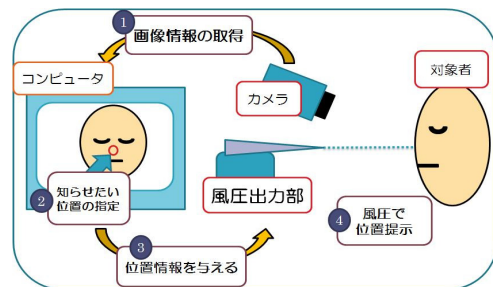 1
画像情報の取得
コンピュータ
カメラ
対象者
2
知らせたい
位置の指定
風圧出力部
4
風圧で
位置提示
3
位置情報を与える